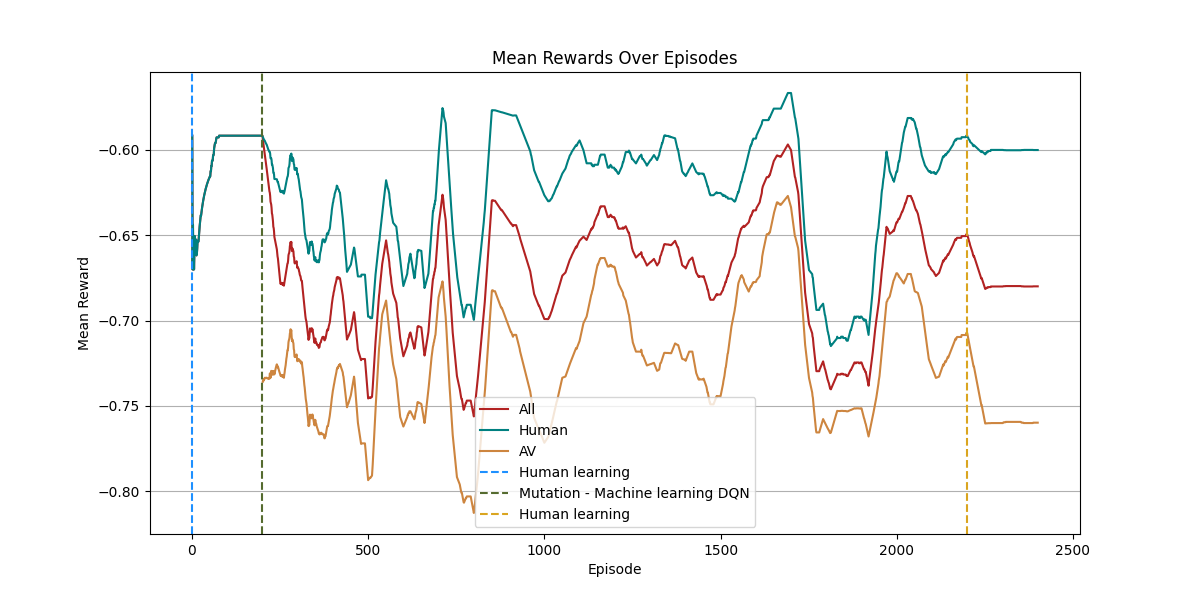 Mean Rewards Over Episodes
−0.60
−0.65
−0.70
−0.75
−0.80
Mean Reward
All
Human
AV
Human learning
Mutation - Machine learning DQN
Human learning
0
500
1000
1500
2000
2500
Episode